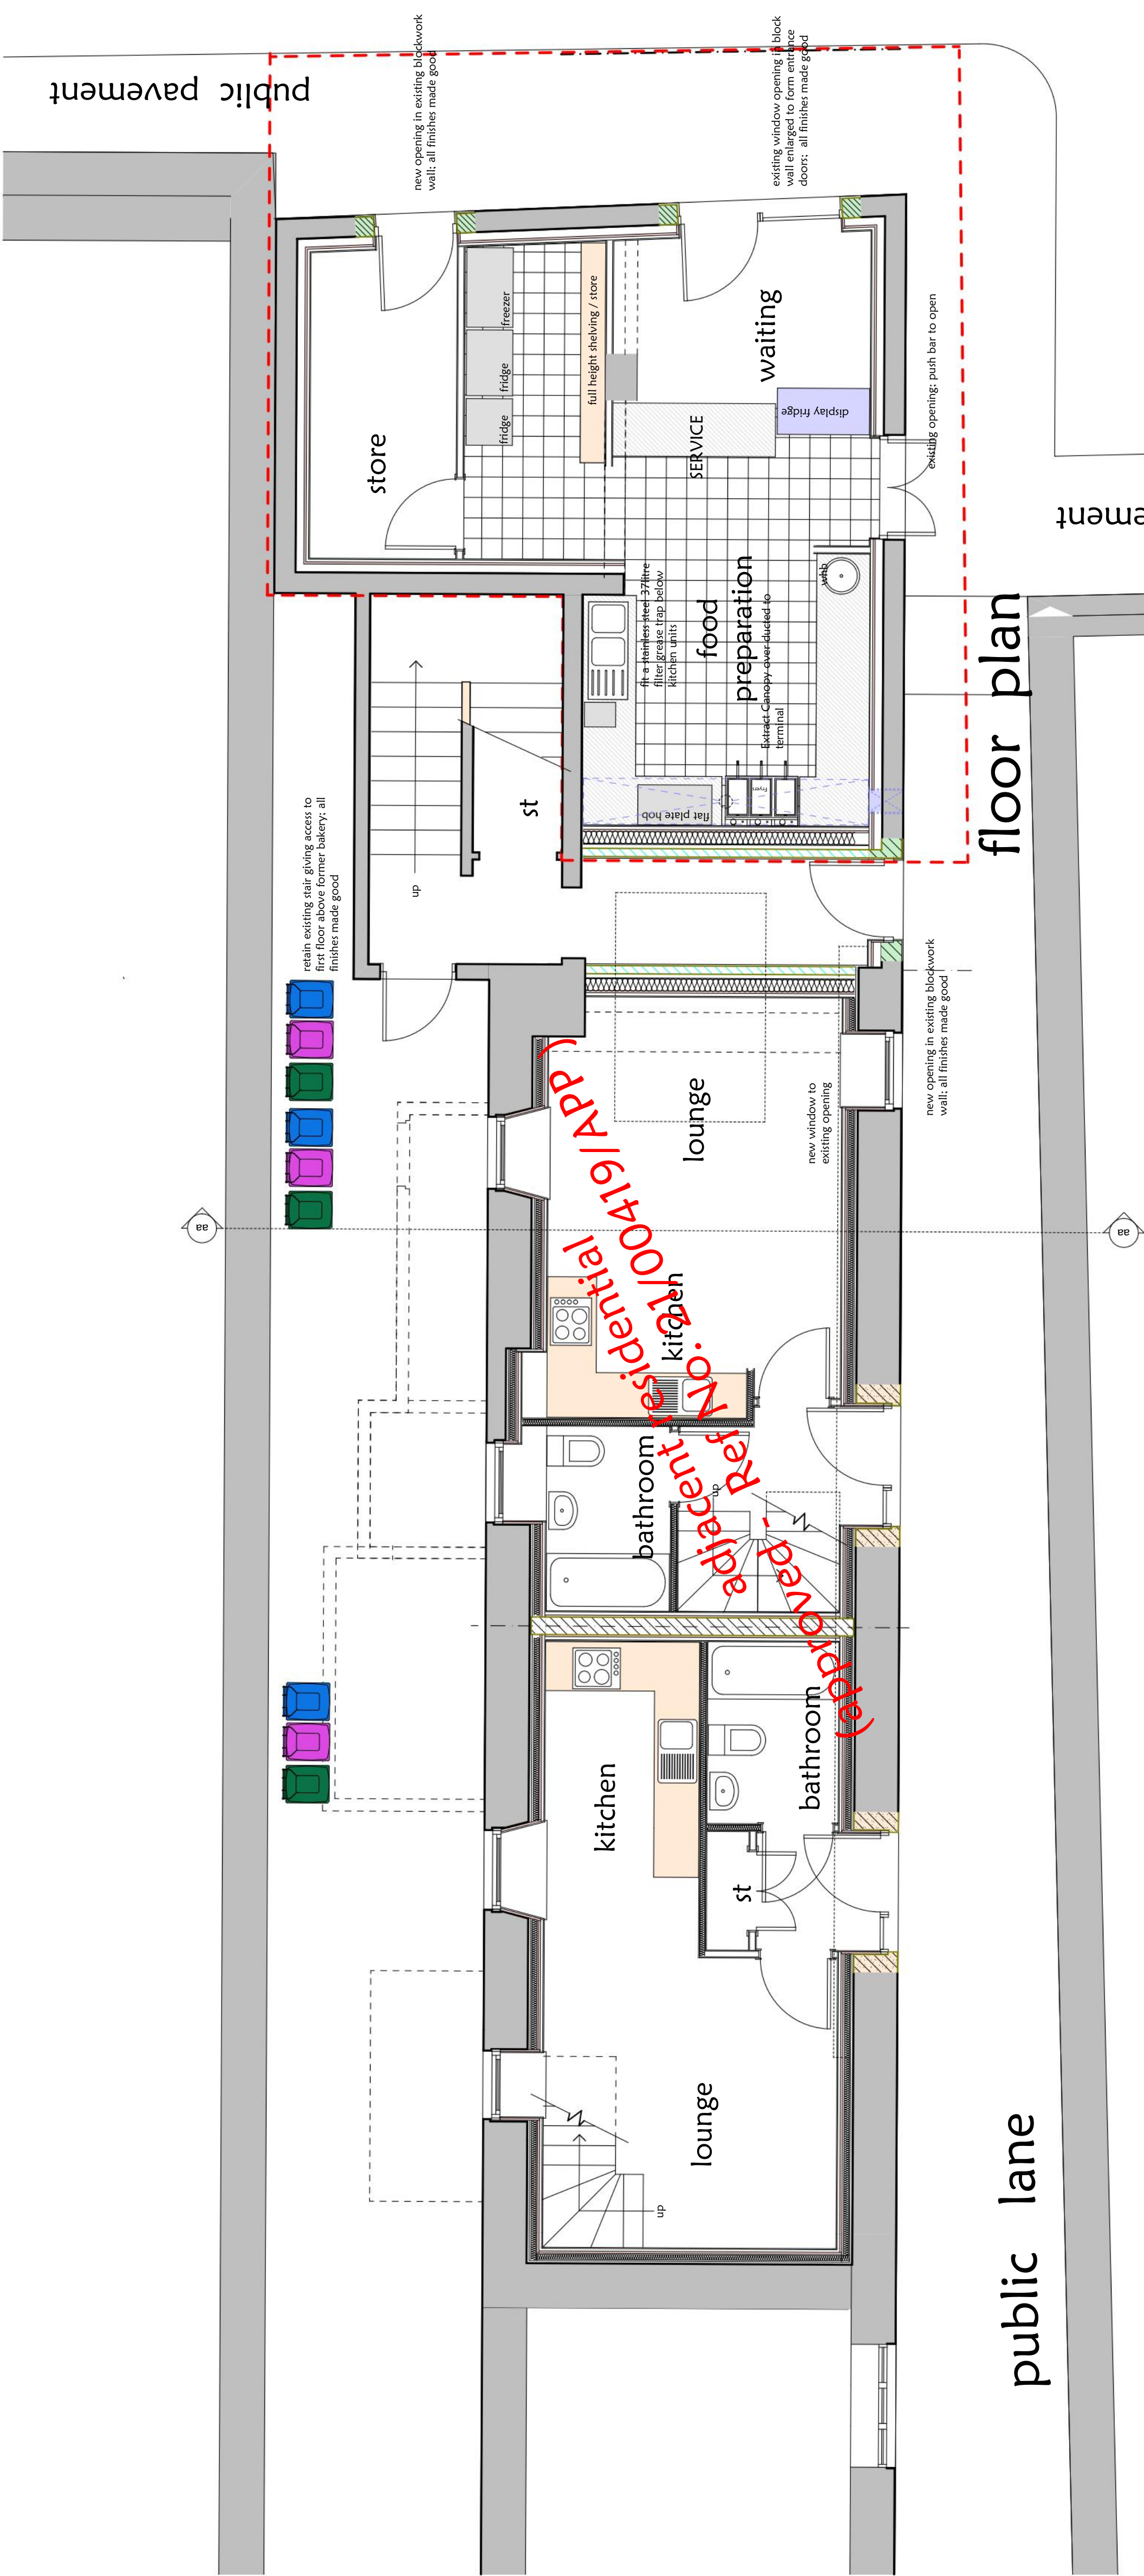 public pavement
new opening in existing blockwork
wall; all finishes made good
existing window opening in block
wall enlarged to form entrance
doors; all finishes made good
store
freezer
fridge
fridge
full height shelving / store
waiting
SERVICE
display fridge
existing opening; push bar to open
food
preparation
whb
fit a stainless steel 37litre
filter grease trap below
kitchen units
Extract Canopy over ducted to
terminal
flat plate hob
fryers
st
up
retain existing stair giving access to
first floor above former bakery; all
finishes made good
floor plan
new opening in existing blockwork
wall; all finishes made good
lounge
new window to
existing opening
kitchen
aa
aa
adjacent residential
(approved - Ref No. 21/00419/APP )
bathroom
up
kitchen
bathroom
st
lounge
up
public lane